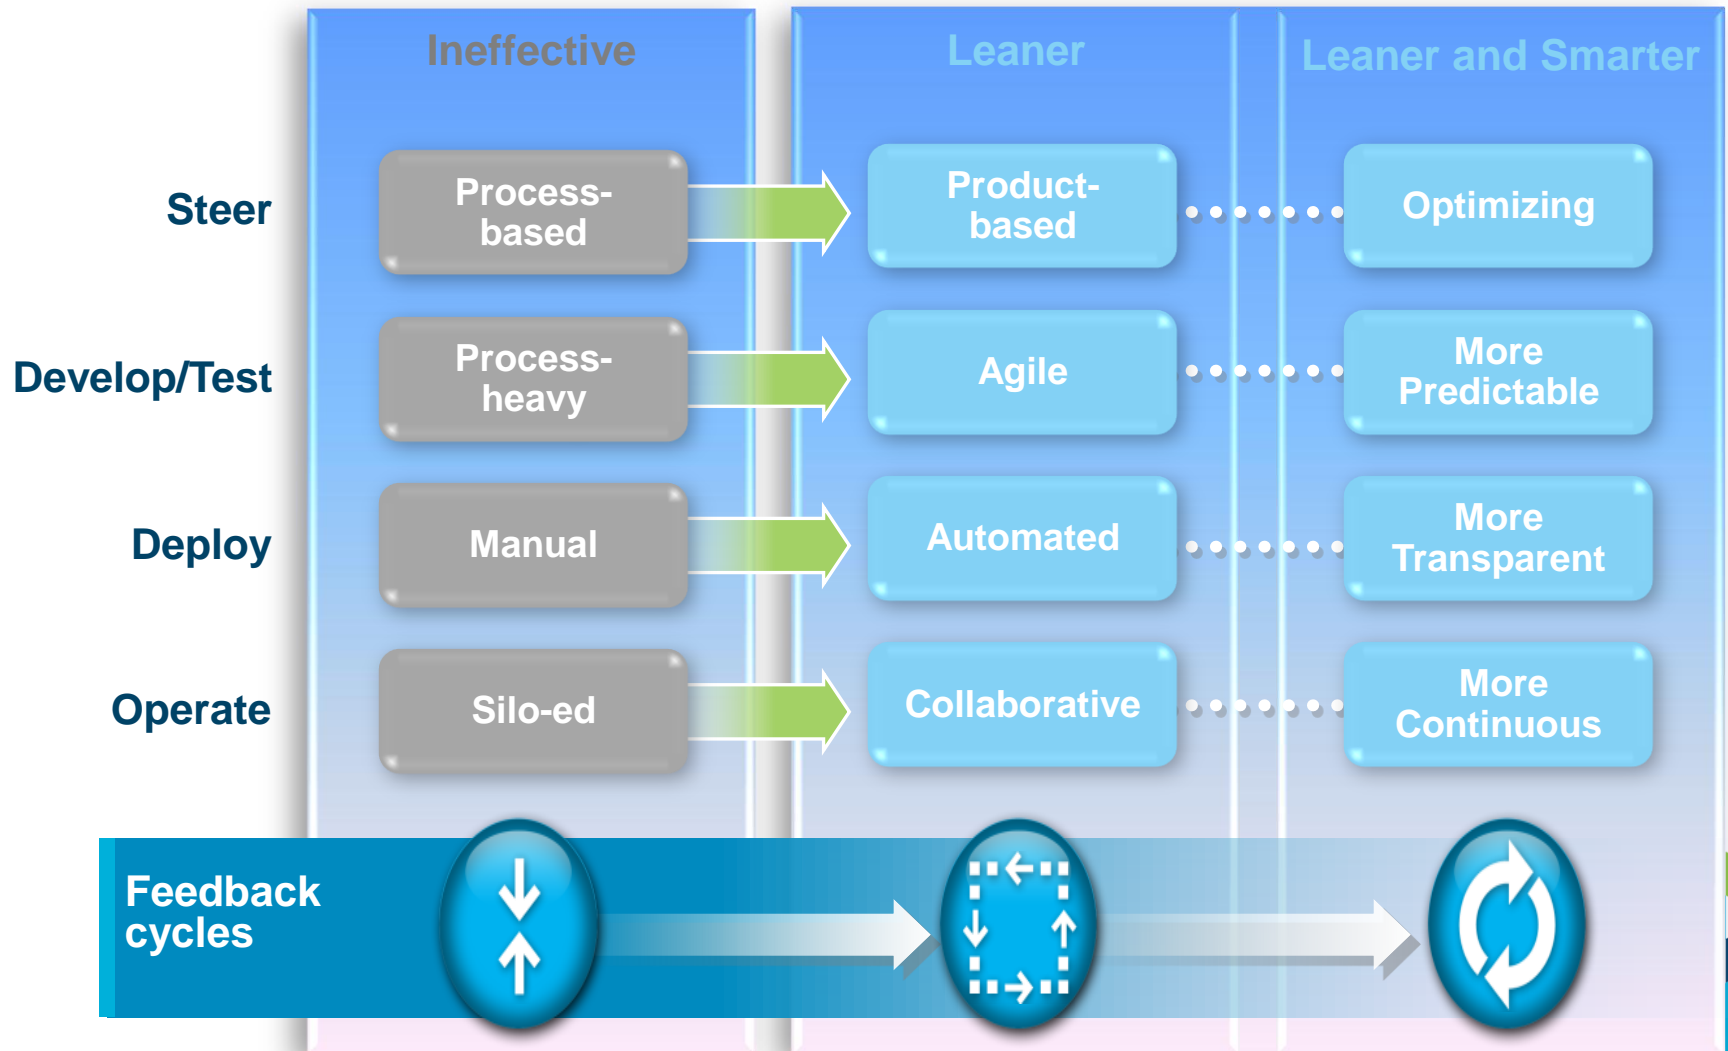 Ineffective
Leaner
Leaner and Smarter
Steer
Process-
based
Product-
based
Optimizing
Develop/Test
Process-
heavy
Agile
More
Predictable
Deploy
Manual
Automated
More
Transparent
Operate
Silo-ed
Collaborative
More
Continuous
Feedback
cycles